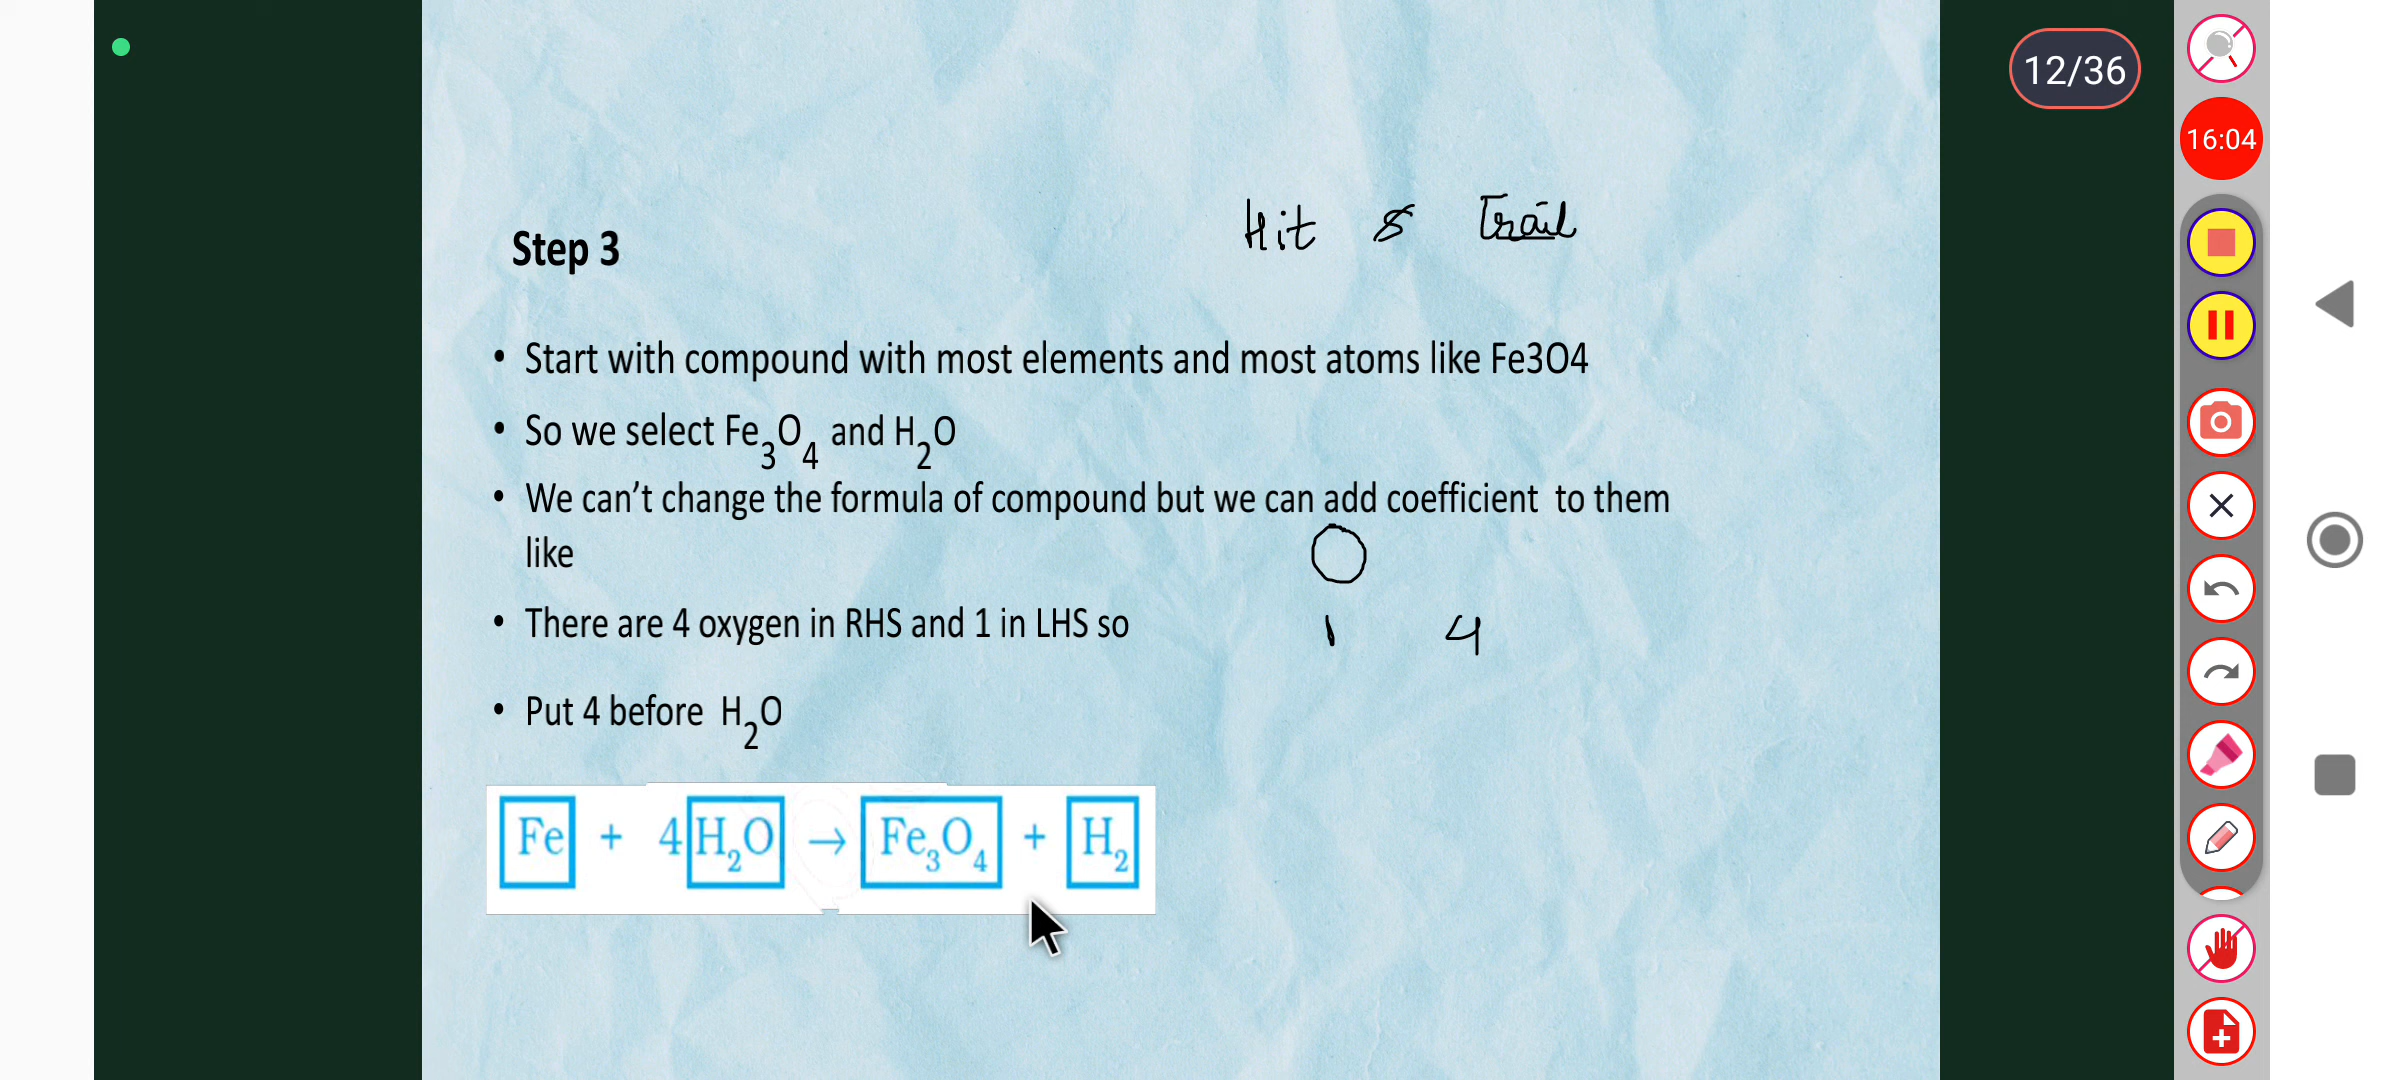 12/36
16:04
Hit & Trail
Step 3
• Start with compound with most elements and most atoms like Fe3O4
• So we select Fe₃O₄ and H₂O
• We can't change the formula of compound but we can add coefficient to them
like
O
• There are 4 oxygen in RHS and 1 in LHS so
1 4
• Put 4 before H₂O
Fe + 4 H₂O → Fe₃O₄ + H₂